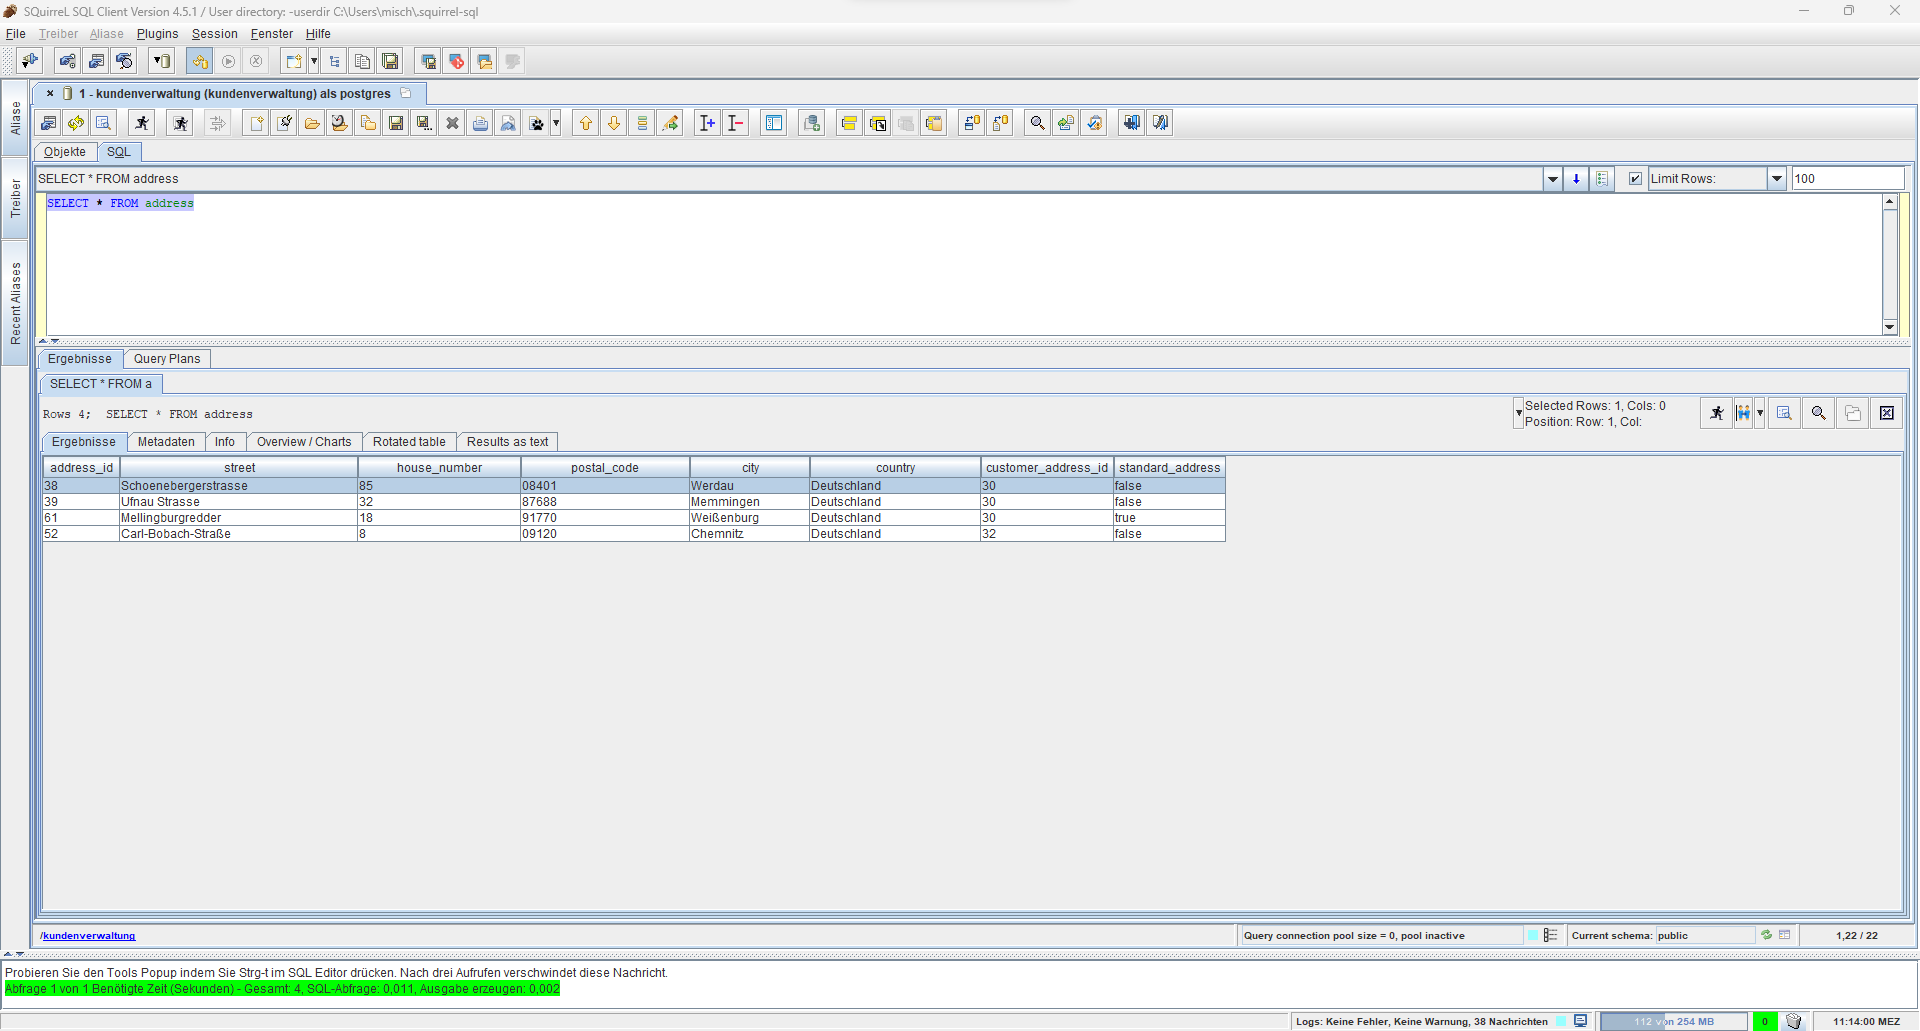 SQuirreL SQL Client Version 4.5.1 / User directory: -userdir C:\Users\misch\.squirrel-sql
File Treiber Aliase Plugins Session Fenster Hilfe
Aliase
Treiber
Recent Aliases
1 - kundenverwaltung (kundenverwaltung) als postgres
Objekte SQL
SELECT * FROM address Limit Rows: 100
SELECT * FROM address
Ergebnisse Query Plans
SELECT * FROM a
Rows 4; SELECT * FROM address
Selected Rows: 1, Cols: 0
Position: Row: 1, Col:
Ergebnisse Metadaten Info Overview / Charts Rotated table Results as text
address_id street house_number postal_code city country customer_address_id standard_address
38 Schoenebergerstrasse 85 08401 Werdau Deutschland 30 false
39 Ufnau Strasse 32 87688 Memmingen Deutschland 30 false
61 Mellingburgredder 18 91770 Weißenburg Deutschland 30 true
52 Carl-Bobach-Straße 8 09120 Chemnitz Deutschland 32 false
/kundenverwaltung Query connection pool size = 0, pool inactive Current schema: public 1,22 / 22
Probieren Sie den Tools Popup indem Sie Strg-t im SQL Editor drücken. Nach drei Aufrufen verschwindet diese Nachricht.
Abfrage 1 von 1 Benötigte Zeit (Sekunden) - Gesamt: 4, SQL-Abfrage: 0,011, Ausgabe erzeugen: 0,002
Logs: Keine Fehler, Keine Warnung, 38 Nachrichten 112 von 254 MB 0 11:14:00 MEZ